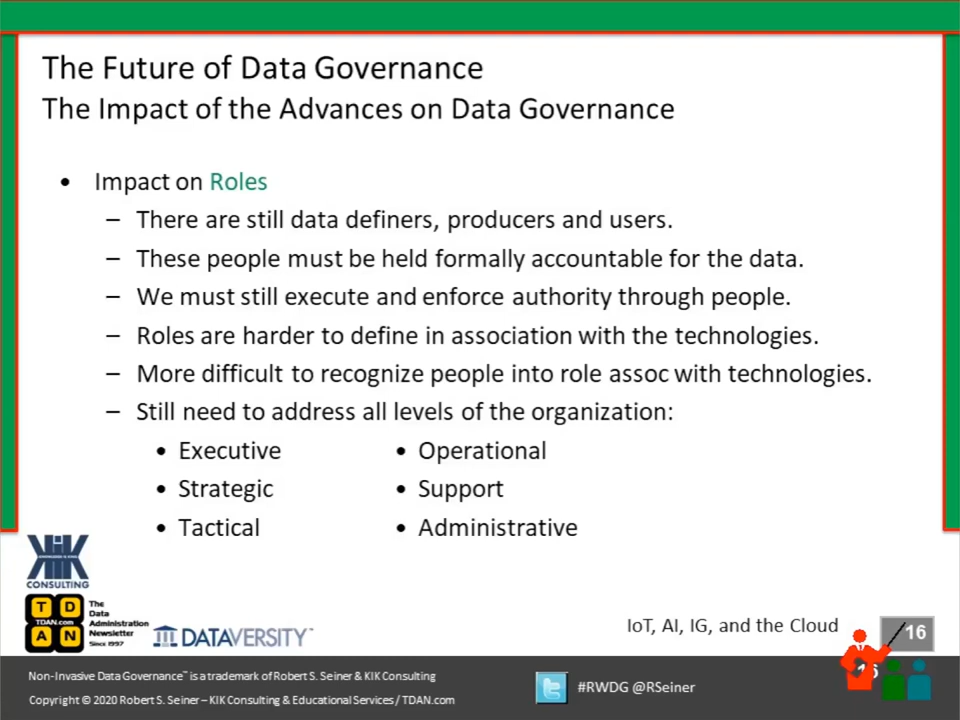 The Future of Data Governance
The Impact of the Advances on Data Governance
• Impact on Roles
– There are still data definers, producers and users.
– These people must be held formally accountable for the data.
– We must still execute and enforce authority through people.
– Roles are harder to define in association with the technologies.
– More difficult to recognize people into role assoc with technologies.
– Still need to address all levels of the organization:
• Executive
• Strategic
• Tactical
• Operational
• Support
• Administrative
KIK
CONSULTING
T D
TDAN.com
A N
The
Data
Administration
Newsletter
Since 1997
DATAVERSITY™
IoT, AI, IG, and the Cloud
16
16
Non-Invasive Data Governance™ is a trademark of Robert S. Seiner & KIK Consulting
Copyright © 2020 Robert S. Seiner – KIK Consulting & Educational Services / TDAN.com
#RWDG @RSeiner